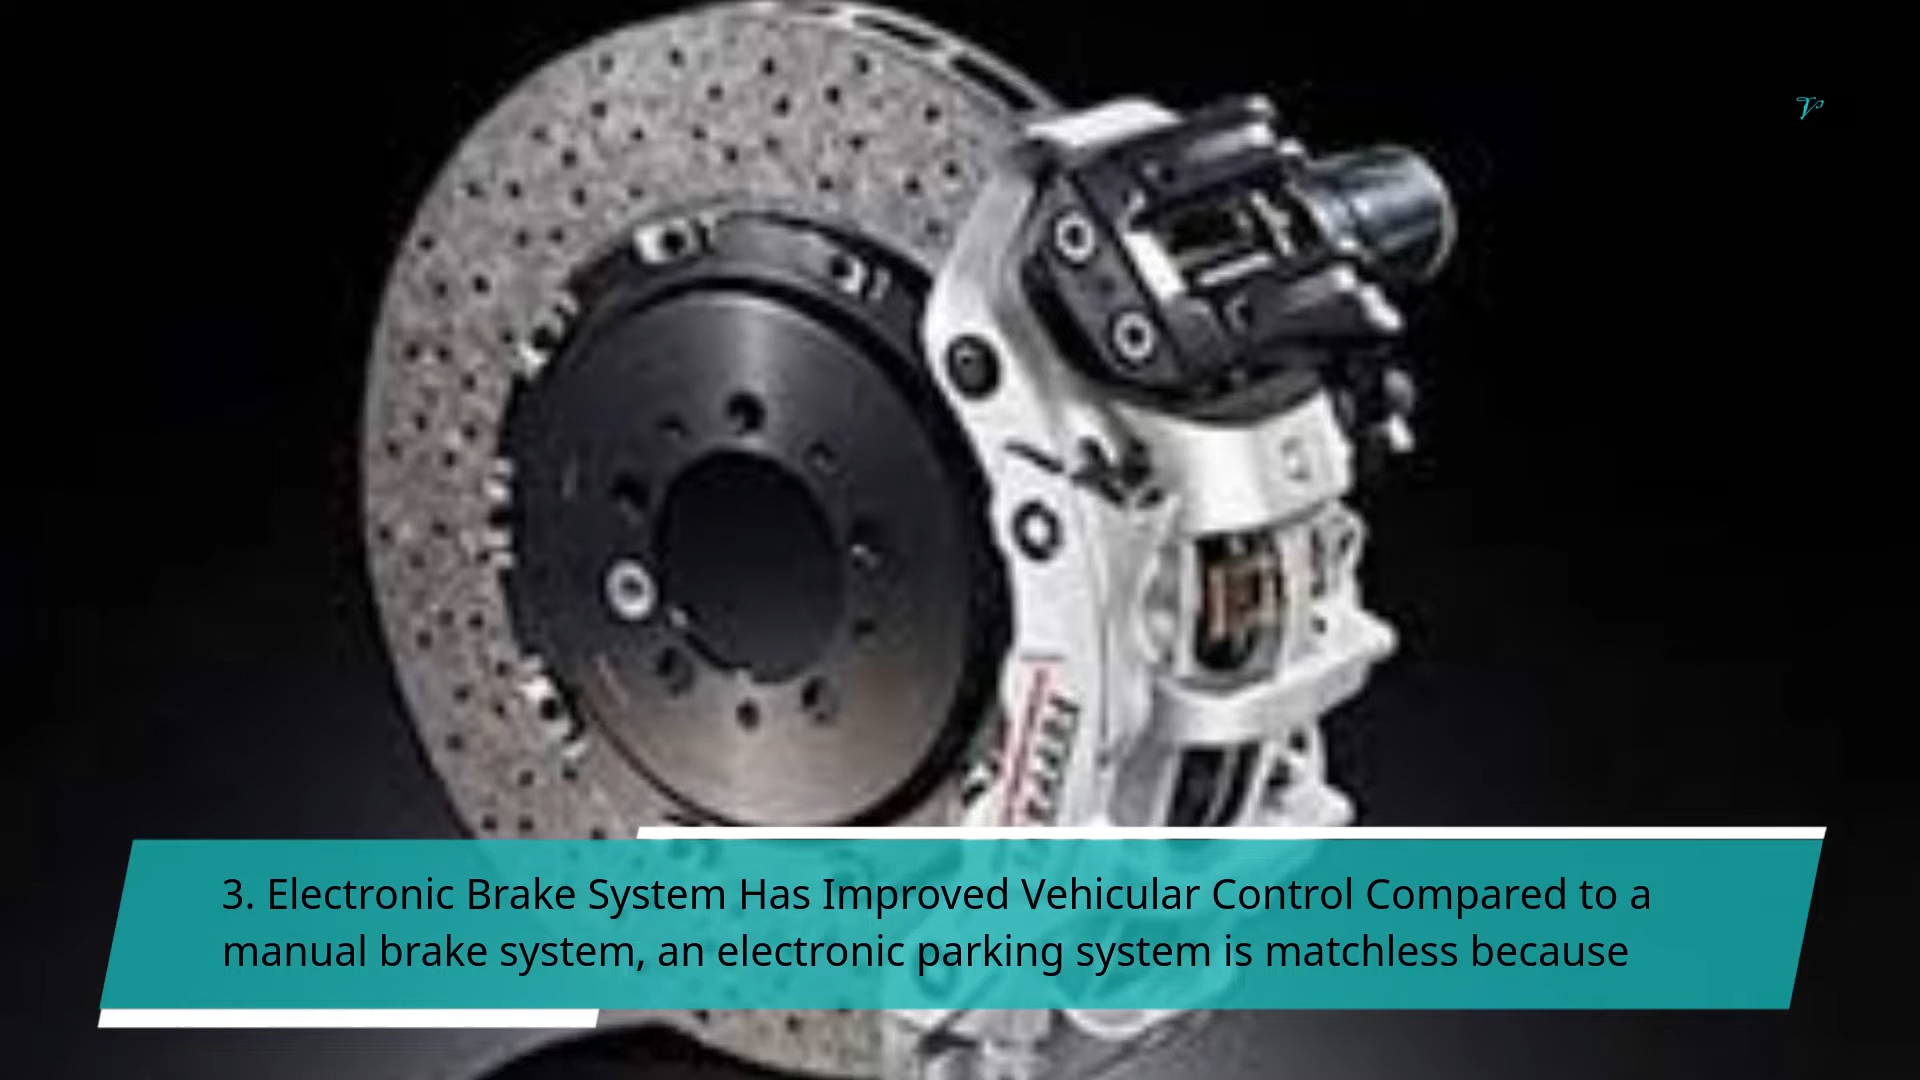 3. Electronic Brake System Has Improved Vehicular Control Compared to a
manual brake system, an electronic parking system is matchless because